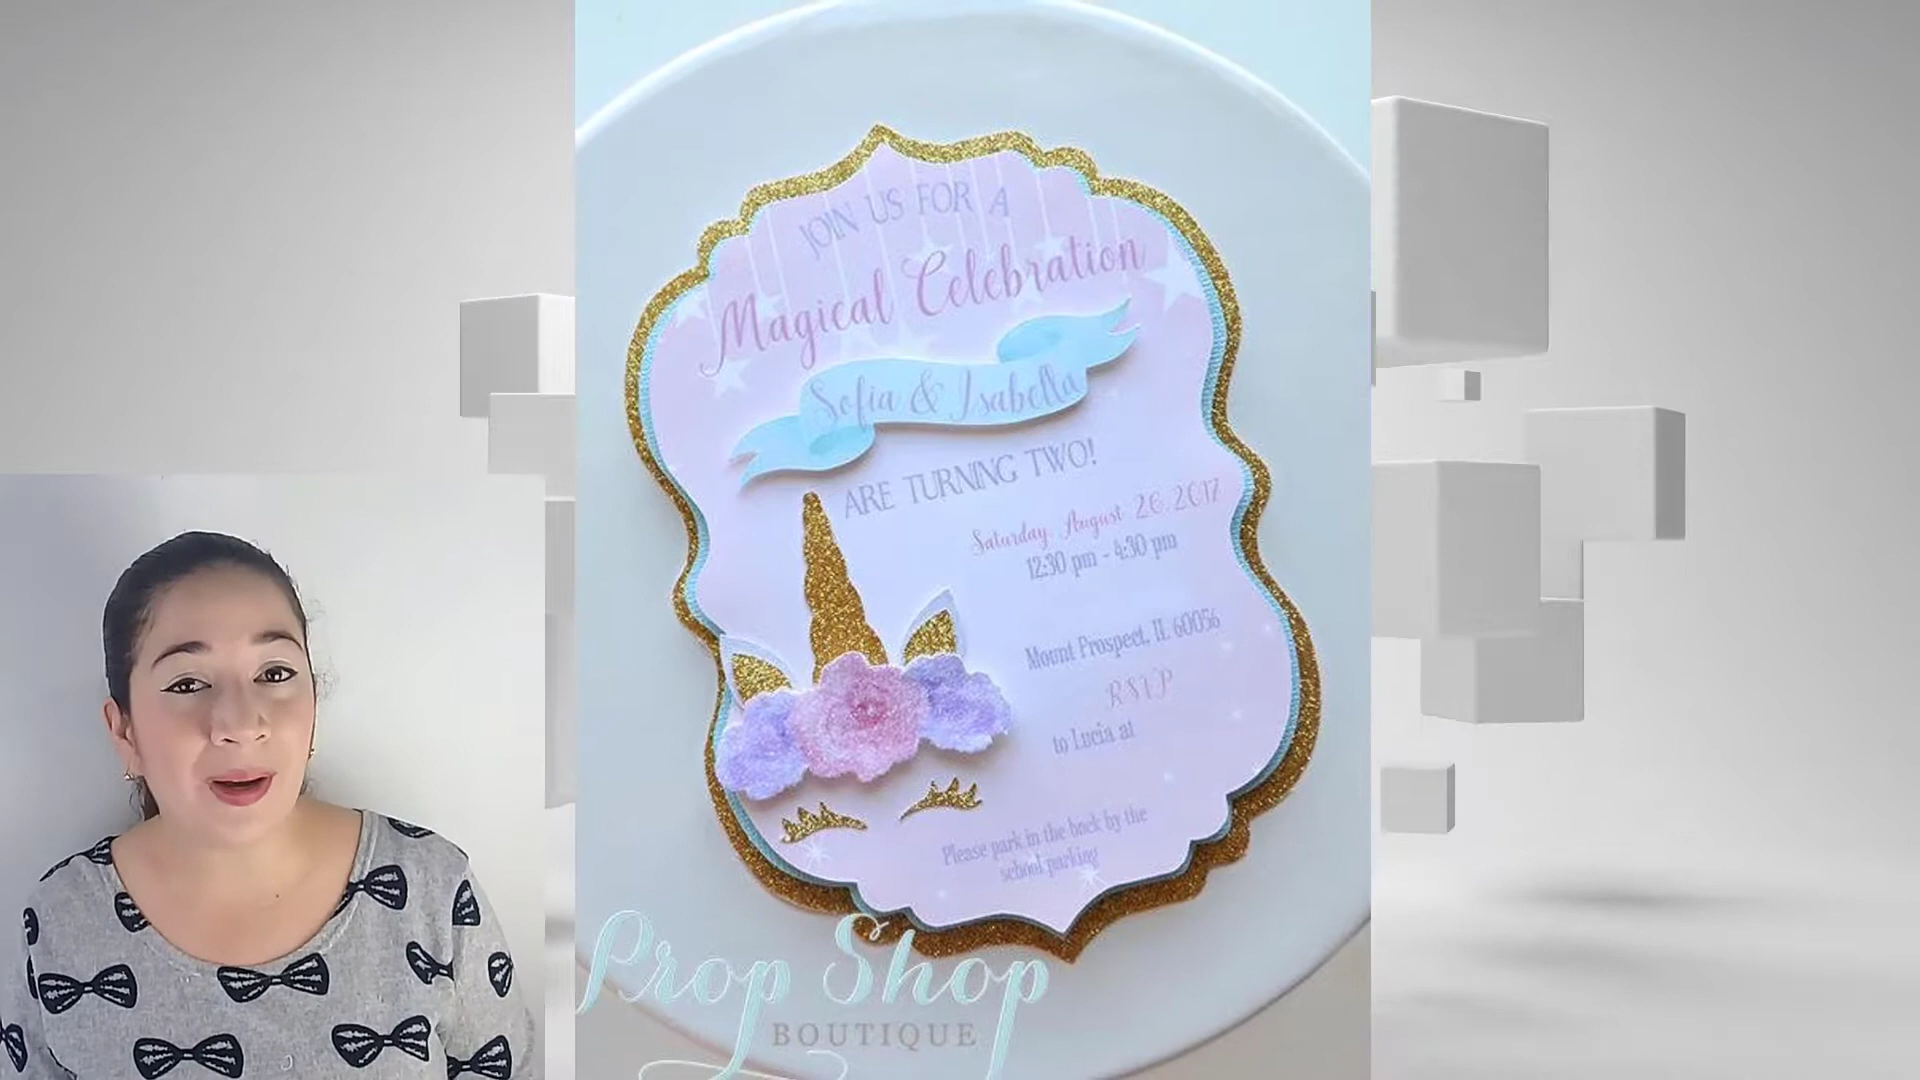 JOIN US FOR A
Magical Celebration
Sofia & Isabella
ARE TURNING TWO!
Saturday, August 26, 2017
12:30 pm - 4:30 pm
Mount Prospect, IL 60056
RSVP
to Lucia at
Please park in the back by the
school parking
Prop Shop
BOUTIQUE